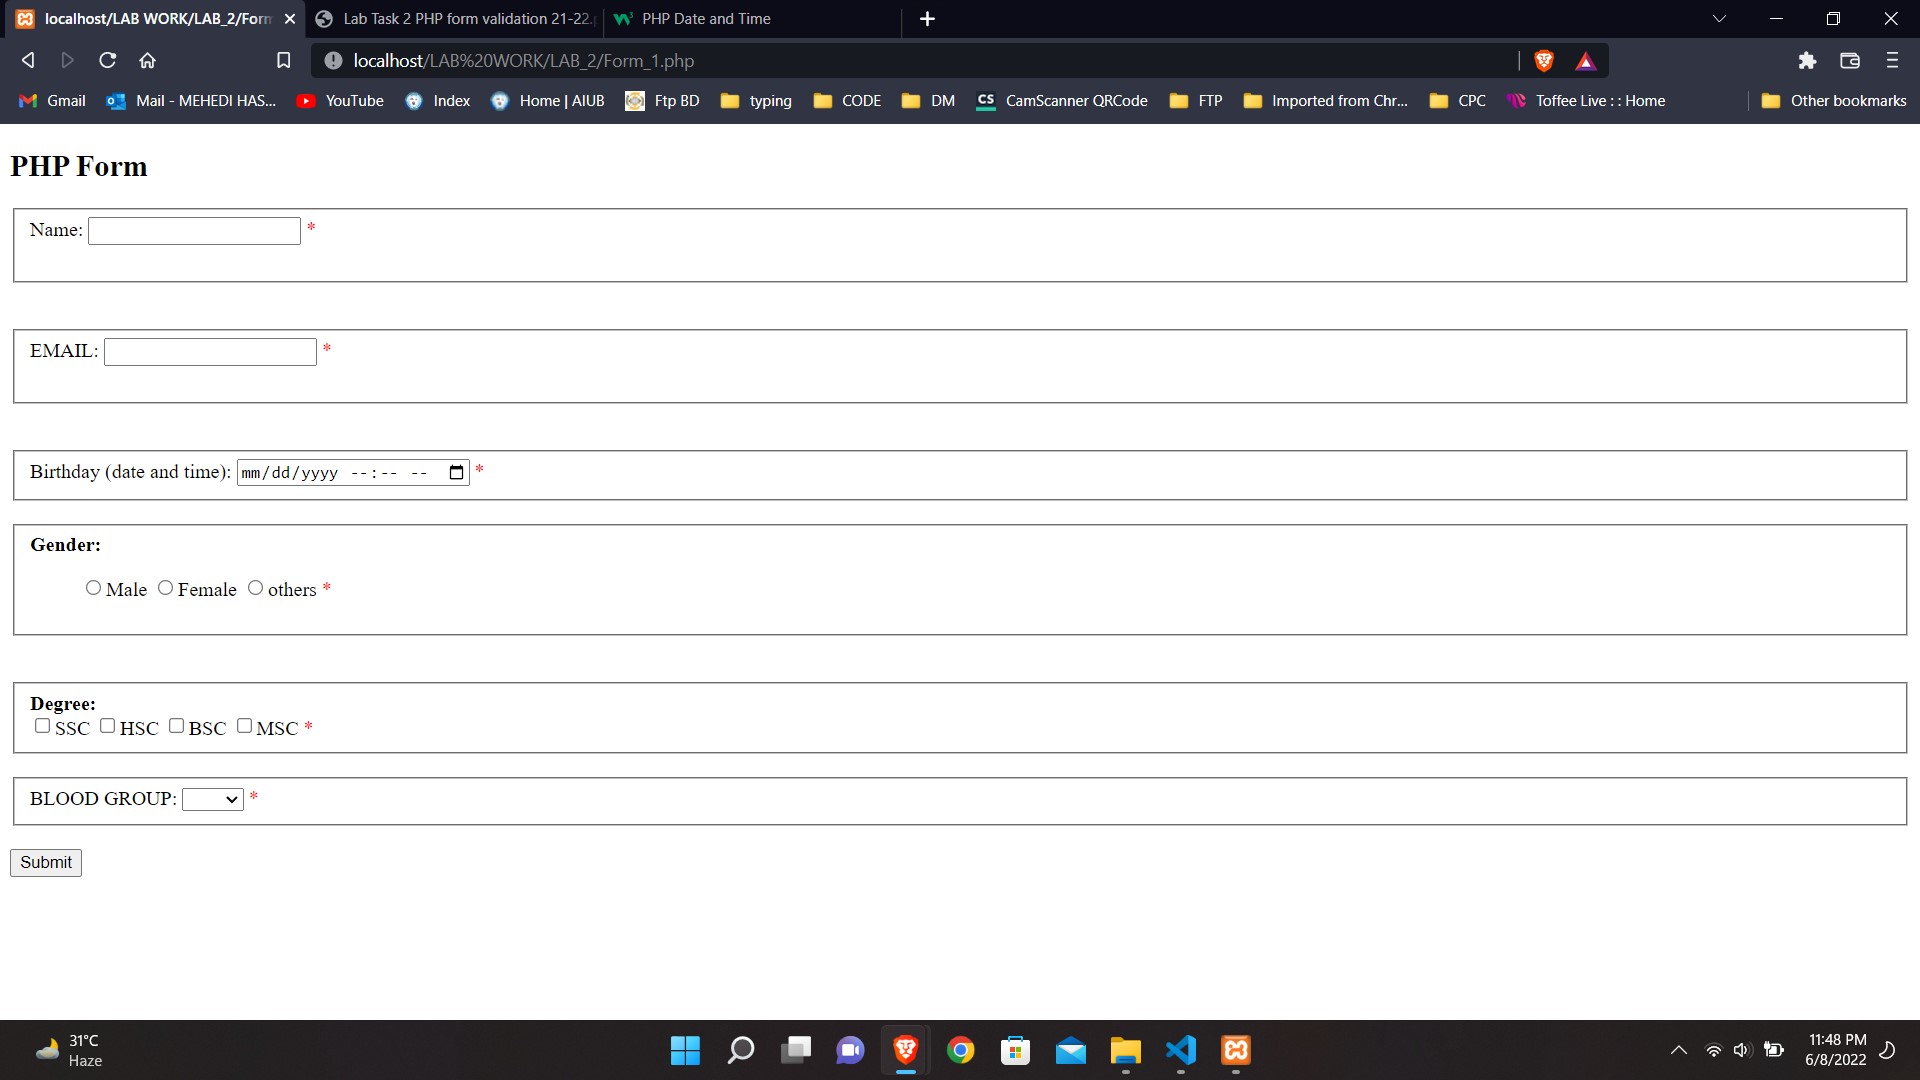 localhost/LAB WORK/LAB_2/Form
Lab Task 2 PHP form validation 21-22.
PHP Date and Time
localhost/LAB%20WORK/LAB_2/Form_1.php
Gmail
Mail - MEHEDI HAS...
YouTube
Index
Home | AIUB
Ftp BD
typing
CODE
DM
CS
CamScanner QRCode
FTP
Imported from Chr...
CPC
Toffee Live : : Home
Other bookmarks
PHP Form
Name: *
EMAIL: *
Birthday (date and time): mm/dd/yyyy --:-- -- *
Gender:
Male Female others *
Degree:
SSC HSC BSC MSC *
BLOOD GROUP: *
Submit
31°C
Haze
11:48 PM
6/8/2022